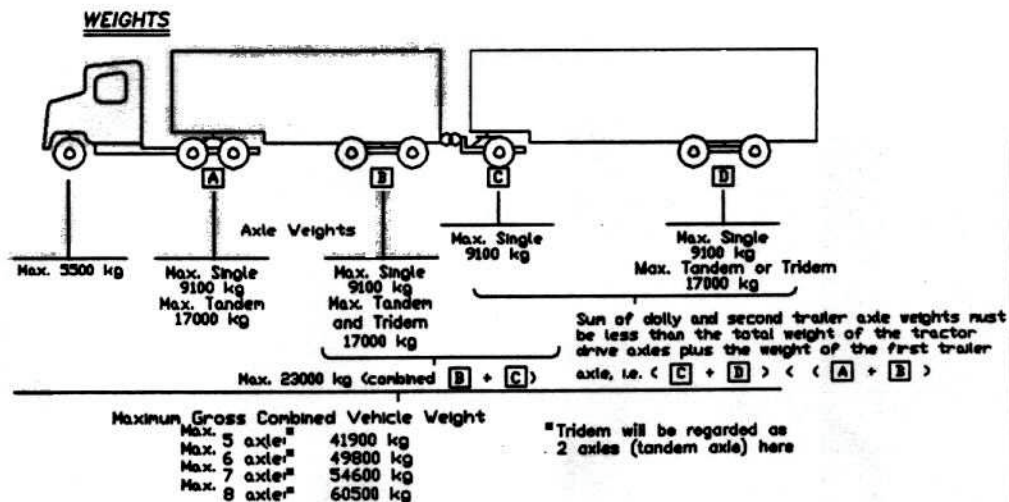 WEIGHTS
A
B
C
D
Axle Weights
Max. 5500 kg
Max. Single
9100 kg
Max. Tandem
17000 kg
Max. Single
9100 kg
Max. Tandem
and Tridem
17000 kg
Max. Single
9100 kg
Max. Single
9100 kg
Max. Tandem or Tridem
17000 kg
Max. 23000 kg (combined B + C)
Sum of dolly and second trailer axle weights must
be less than the total weight of the tractor
drive axles plus the weight of the first trailer
axle, i.e. ( C + D ) < ( A + B )
Maximum Gross Combined Vehicle Weight
Max. 5 axler* 41900 kg
Max. 6 axler* 49800 kg
Max. 7 axler* 54600 kg
Max. 8 axler* 60500 kg
*Tridem will be regarded as
2 axles (tandem axle) here